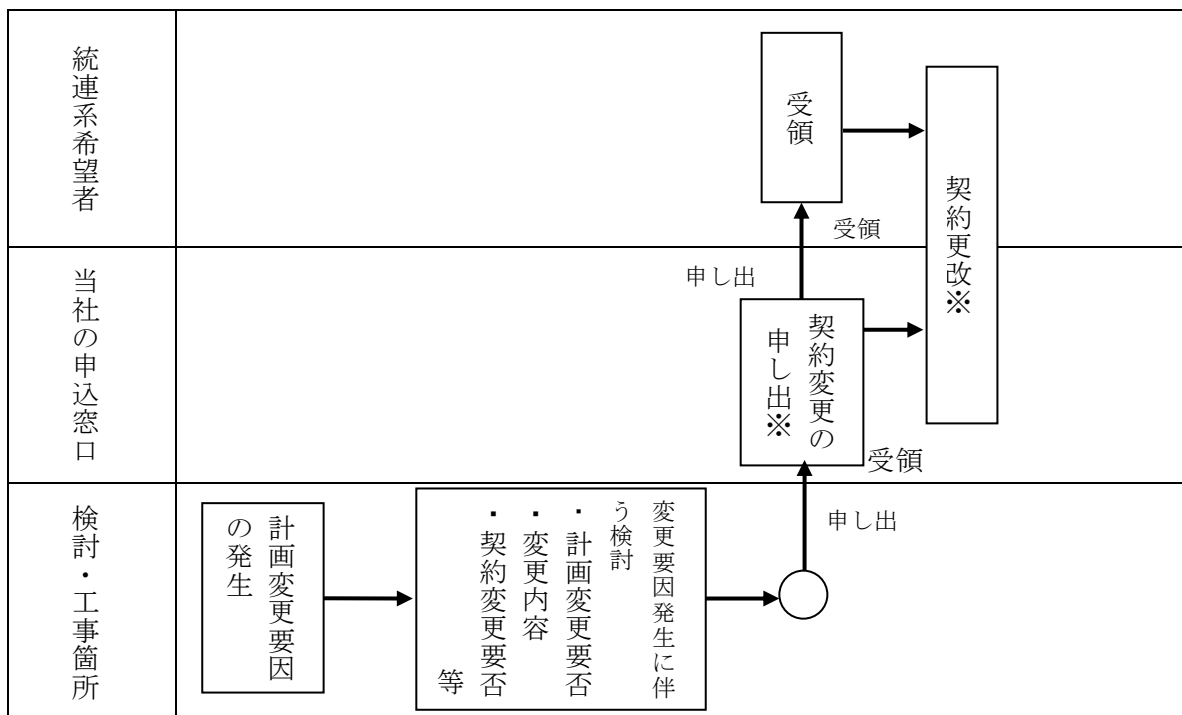 統連系希望者
受領
契約更改※
受領
申し出
当社の申込窓口
契約変更の
申し出※
受領
申し出
検討・工事箇所
計画変更要因
の発生
変更要因発生に伴
う検討
・計画変更要否
・変更内容
・契約変更要否
等